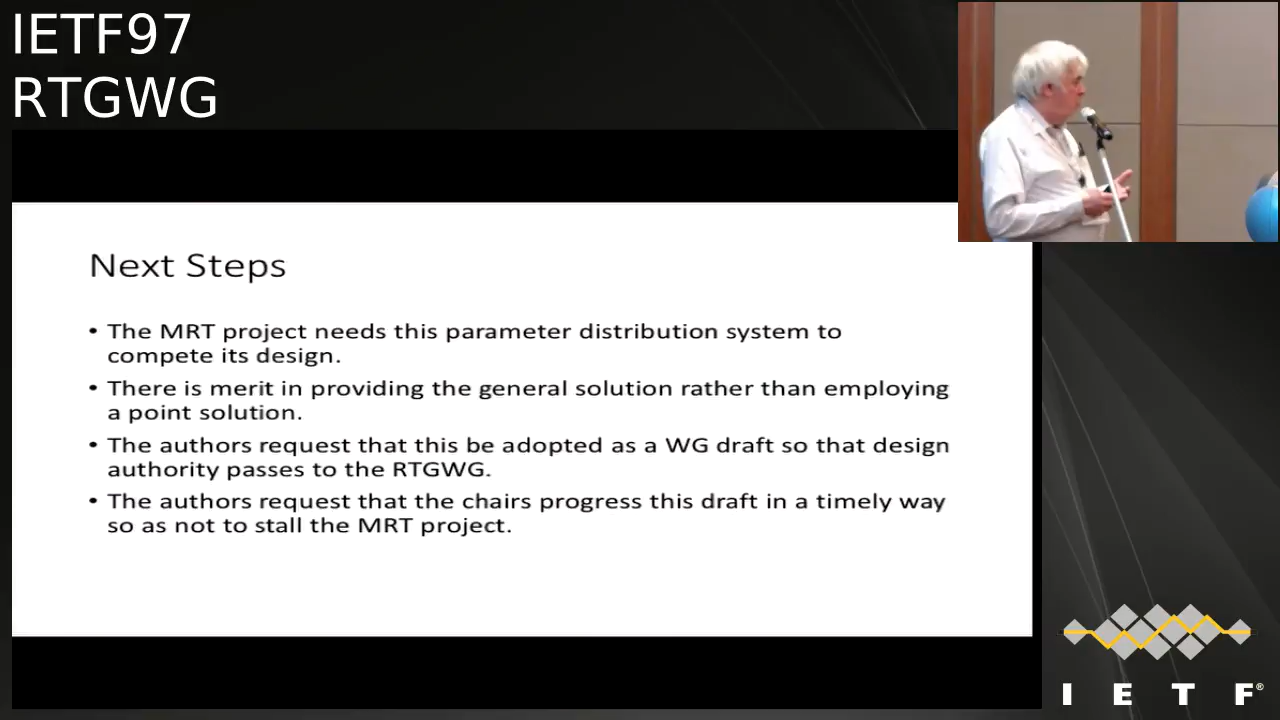 IETF97
RTGWG
Next Steps
• The MRT project needs this parameter distribution system to
compete its design.
• There is merit in providing the general solution rather than employing
a point solution.
• The authors request that this be adopted as a WG draft so that design
authority passes to the RTGWG.
• The authors request that the chairs progress this draft in a timely way
so as not to stall the MRT project.
I E T F®